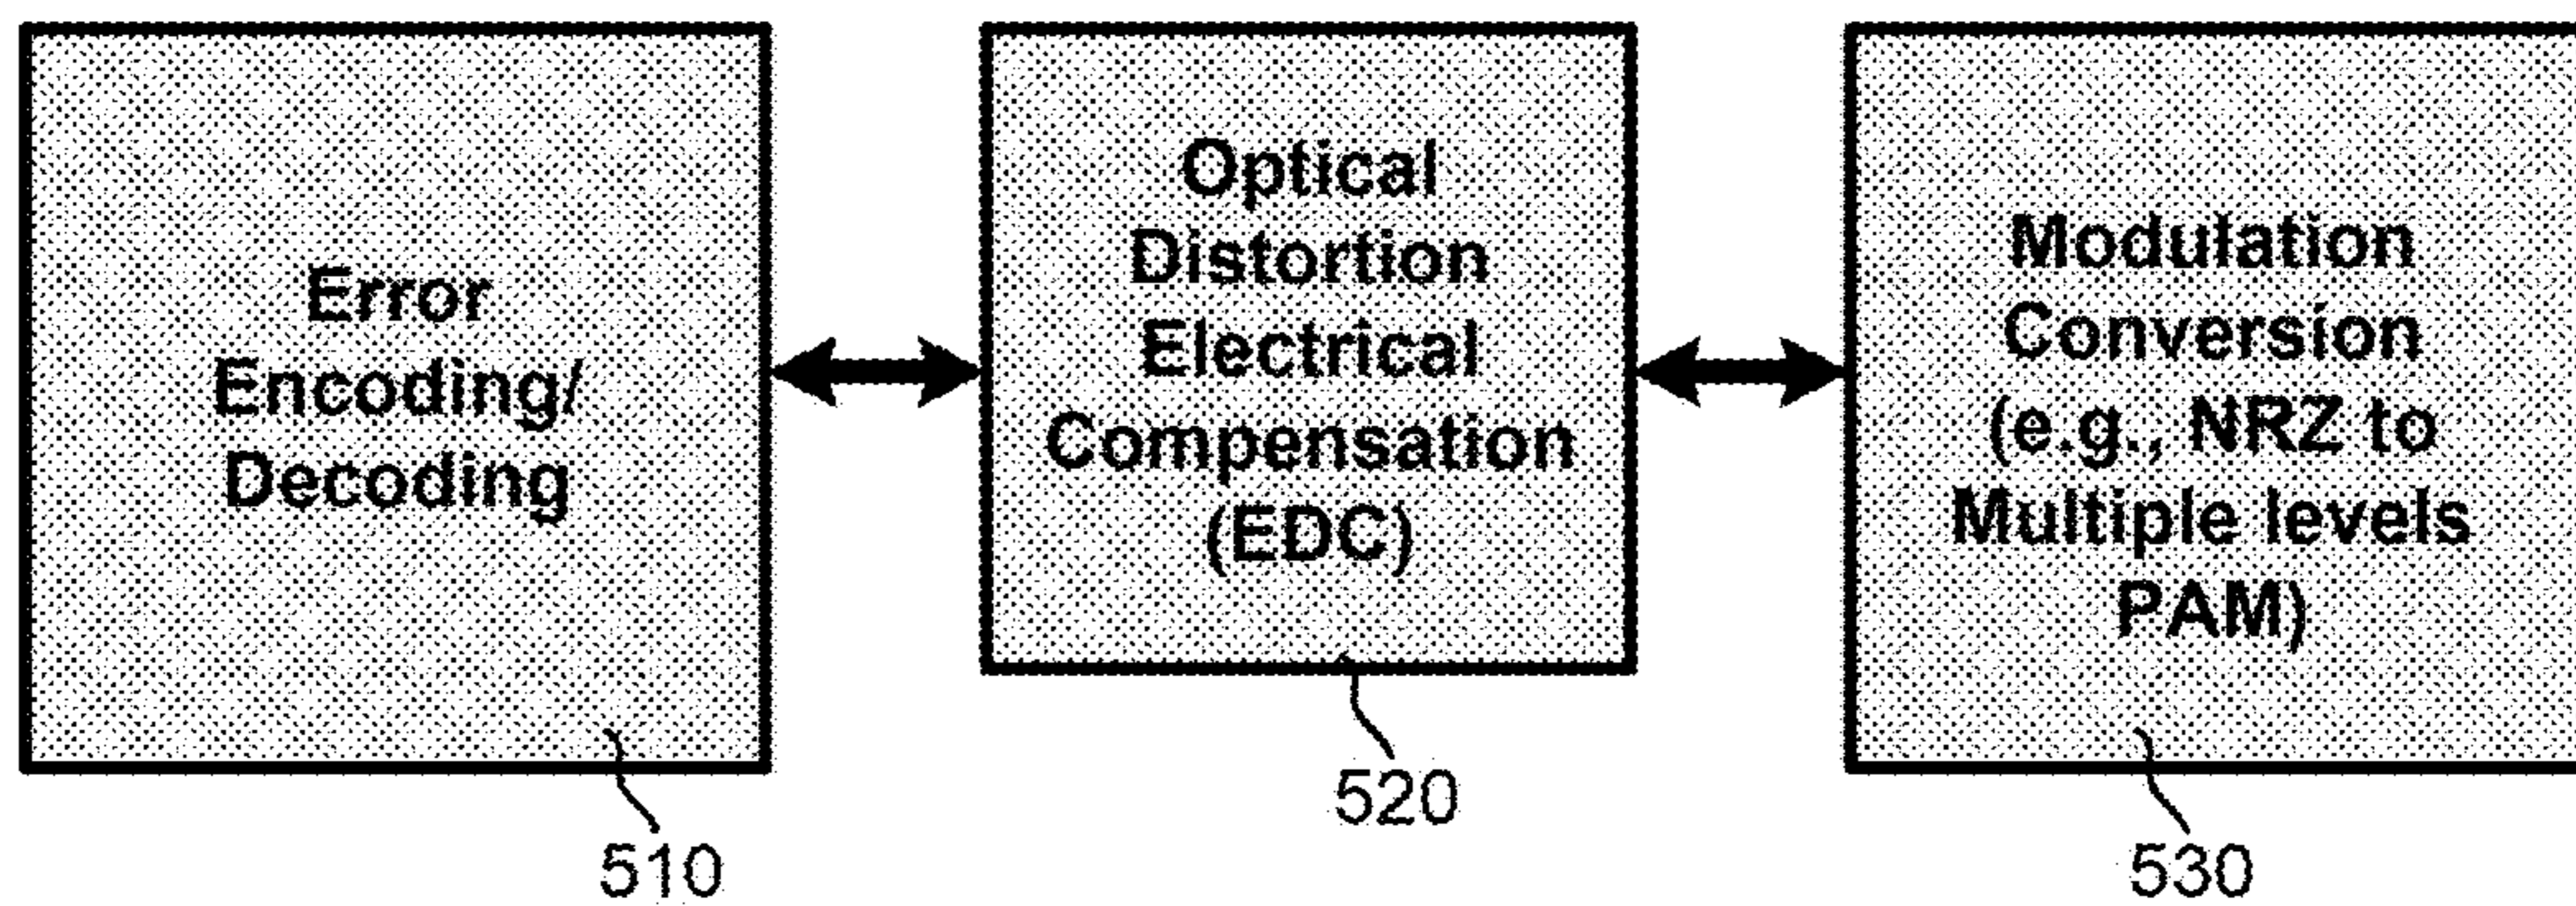 Error
Encoding/
Decoding
510
Optical
Distortion
Electrical
Compensation
(EDC)
520
Modulation
Conversion
(e.g., NRZ to
Multiple levels
PAM)
530